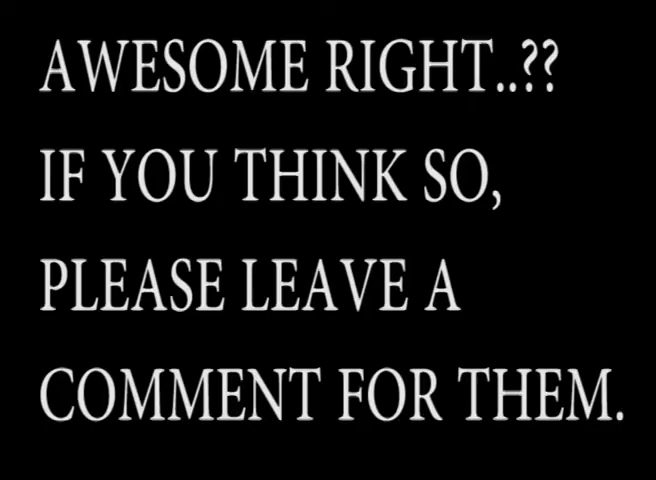 AWESOME RIGHT..??
IF YOU THINK SO,
PLEASE LEAVE A
COMMENT FOR THEM.